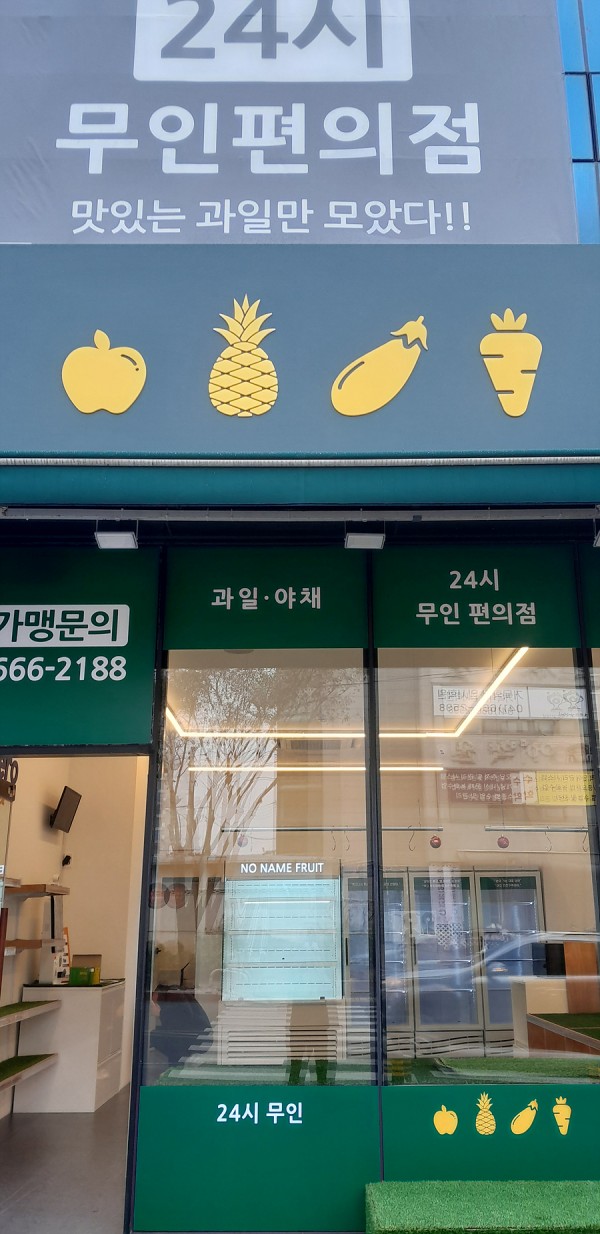 24시
무인편의점
맛있는 과일만 모았다!!
가맹문의
666-2188
과일·야채
24시
무인 편의점
NO NAME FRUIT
24시 무인